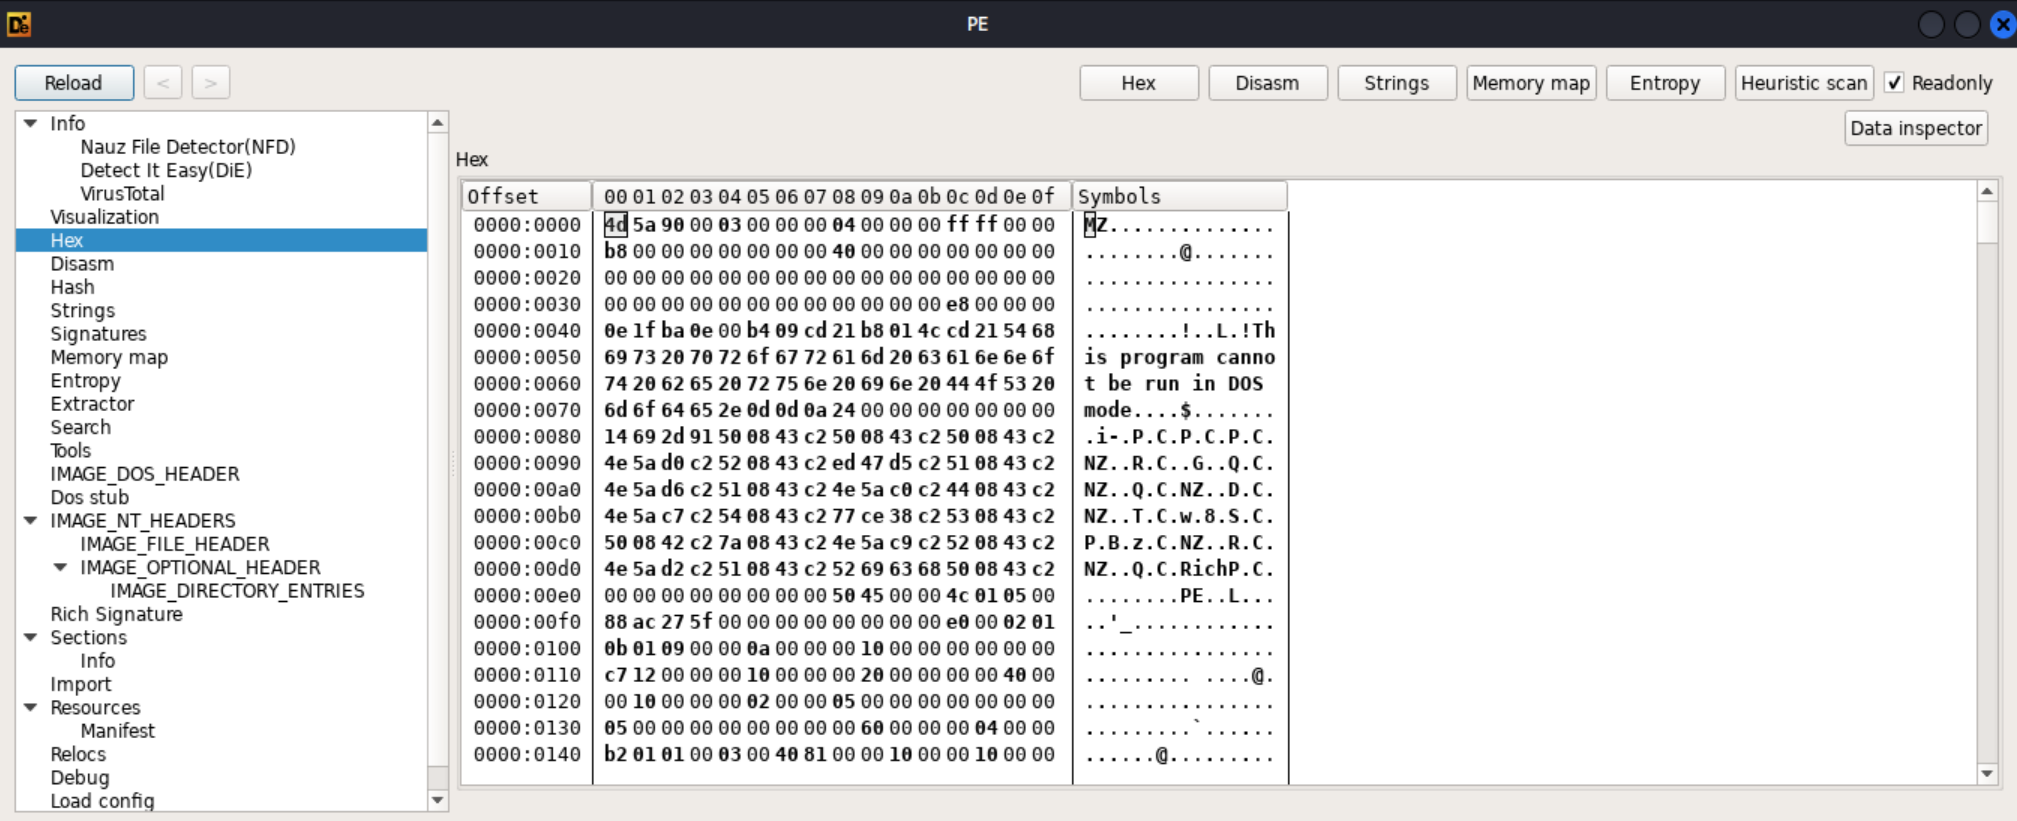 PE
Reload < > Hex Disasm Strings Memory map Entropy Heuristic scan Readonly
Data inspector
Info
Nauz File Detector(NFD)
Detect It Easy(DiE)
VirusTotal
Visualization
Hex
Disasm
Hash
Strings
Signatures
Memory map
Entropy
Extractor
Search
Tools
IMAGE_DOS_HEADER
Dos stub
IMAGE_NT_HEADERS
IMAGE_FILE_HEADER
IMAGE_OPTIONAL_HEADER
IMAGE_DIRECTORY_ENTRIES
Rich Signature
Sections
Info
Import
Resources
Manifest
Relocs
Debug
Load config
Hex
Offset 00 01 02 03 04 05 06 07 08 09 0a 0b 0c 0d 0e 0f Symbols
0000:0000 4d 5a 90 00 03 00 00 00 04 00 00 00 ff ff 00 00 MZ..............
0000:0010 b8 00 00 00 00 00 00 00 40 00 00 00 00 00 00 00 ........@.......
0000:0020 00 00 00 00 00 00 00 00 00 00 00 00 00 00 00 00 ................
0000:0030 00 00 00 00 00 00 00 00 00 00 00 00 e8 00 00 00 ................
0000:0040 0e 1f ba 0e 00 b4 09 cd 21 b8 01 4c cd 21 54 68 ........!..L.!Th
0000:0050 69 73 20 70 72 6f 67 72 61 6d 20 63 61 6e 6e 6f is program canno
0000:0060 74 20 62 65 20 72 75 6e 20 69 6e 20 44 4f 53 20 t be run in DOS
0000:0070 6d 6f 64 65 2e 0d 0d 0a 24 00 00 00 00 00 00 00 mode....$.......
0000:0080 14 69 2d 91 50 08 43 c2 50 08 43 c2 50 08 43 c2 .i-.P.C.P.C.P.C.
0000:0090 4e 5a d0 c2 52 08 43 c2 ed 47 d5 c2 51 08 43 c2 NZ..R.C..G..Q.C.
0000:00a0 4e 5a d6 c2 51 08 43 c2 4e 5a c0 c2 44 08 43 c2 NZ..Q.C.NZ..D.C.
0000:00b0 4e 5a c7 c2 54 08 43 c2 77 ce 38 c2 53 08 43 c2 NZ..T.C.w.8.S.C.
0000:00c0 50 08 42 c2 7a 08 43 c2 4e 5a c9 c2 52 08 43 c2 P.B.z.C.NZ..R.C.
0000:00d0 4e 5a d2 c2 51 08 43 c2 52 69 63 68 50 08 43 c2 NZ..Q.C.RichP.C.
0000:00e0 00 00 00 00 00 00 00 00 50 45 00 00 4c 01 05 00 ........PE..L...
0000:00f0 88 ac 27 5f 00 00 00 00 00 00 00 00 e0 00 02 01 ..'_............
0000:0100 0b 01 09 00 00 0a 00 00 00 10 00 00 00 00 00 00 ................
0000:0110 c7 12 00 00 00 10 00 00 00 20 00 00 00 00 40 00 ......... ....@.
0000:0120 00 10 00 00 00 02 00 00 05 00 00 00 00 00 00 00 ................
0000:0130 05 00 00 00 00 00 00 00 00 60 00 00 00 04 00 00 .........`......
0000:0140 b2 01 01 00 03 00 40 81 00 00 10 00 00 10 00 00 ......@.........